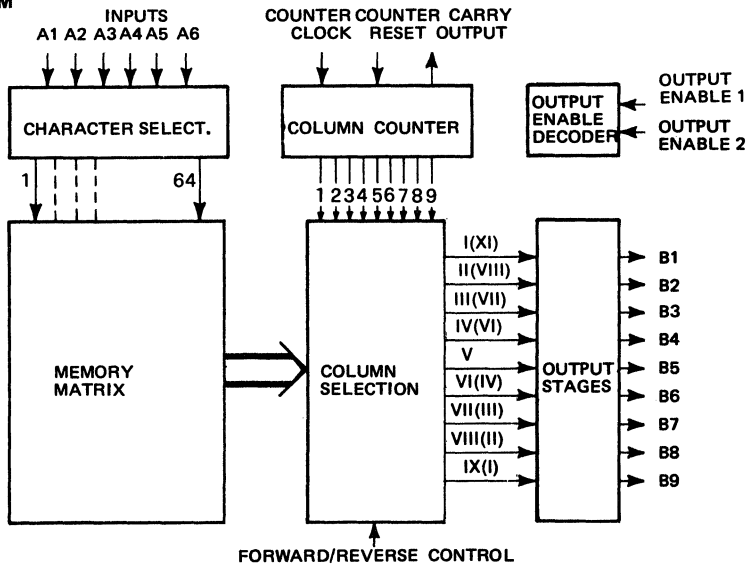 M
INPUTS
A1 A2 A3 A4 A5 A6
COUNTER COUNTER CARRY
CLOCK RESET OUTPUT
CHARACTER SELECT.
COLUMN COUNTER
OUTPUT
ENABLE
DECODER
OUTPUT
ENABLE 1
OUTPUT
ENABLE 2
1 64
1 2 3 4 5 6 7 8 9
MEMORY
MATRIX
COLUMN
SELECTION
I(XI)
II(VIII)
III(VII)
IV(VI)
V
VI(IV)
VII(III)
VIII(II)
IX(I)
OUTPUT
STAGES
B1
B2
B3
B4
B5
B6
B7
B8
B9
FORWARD/REVERSE CONTROL